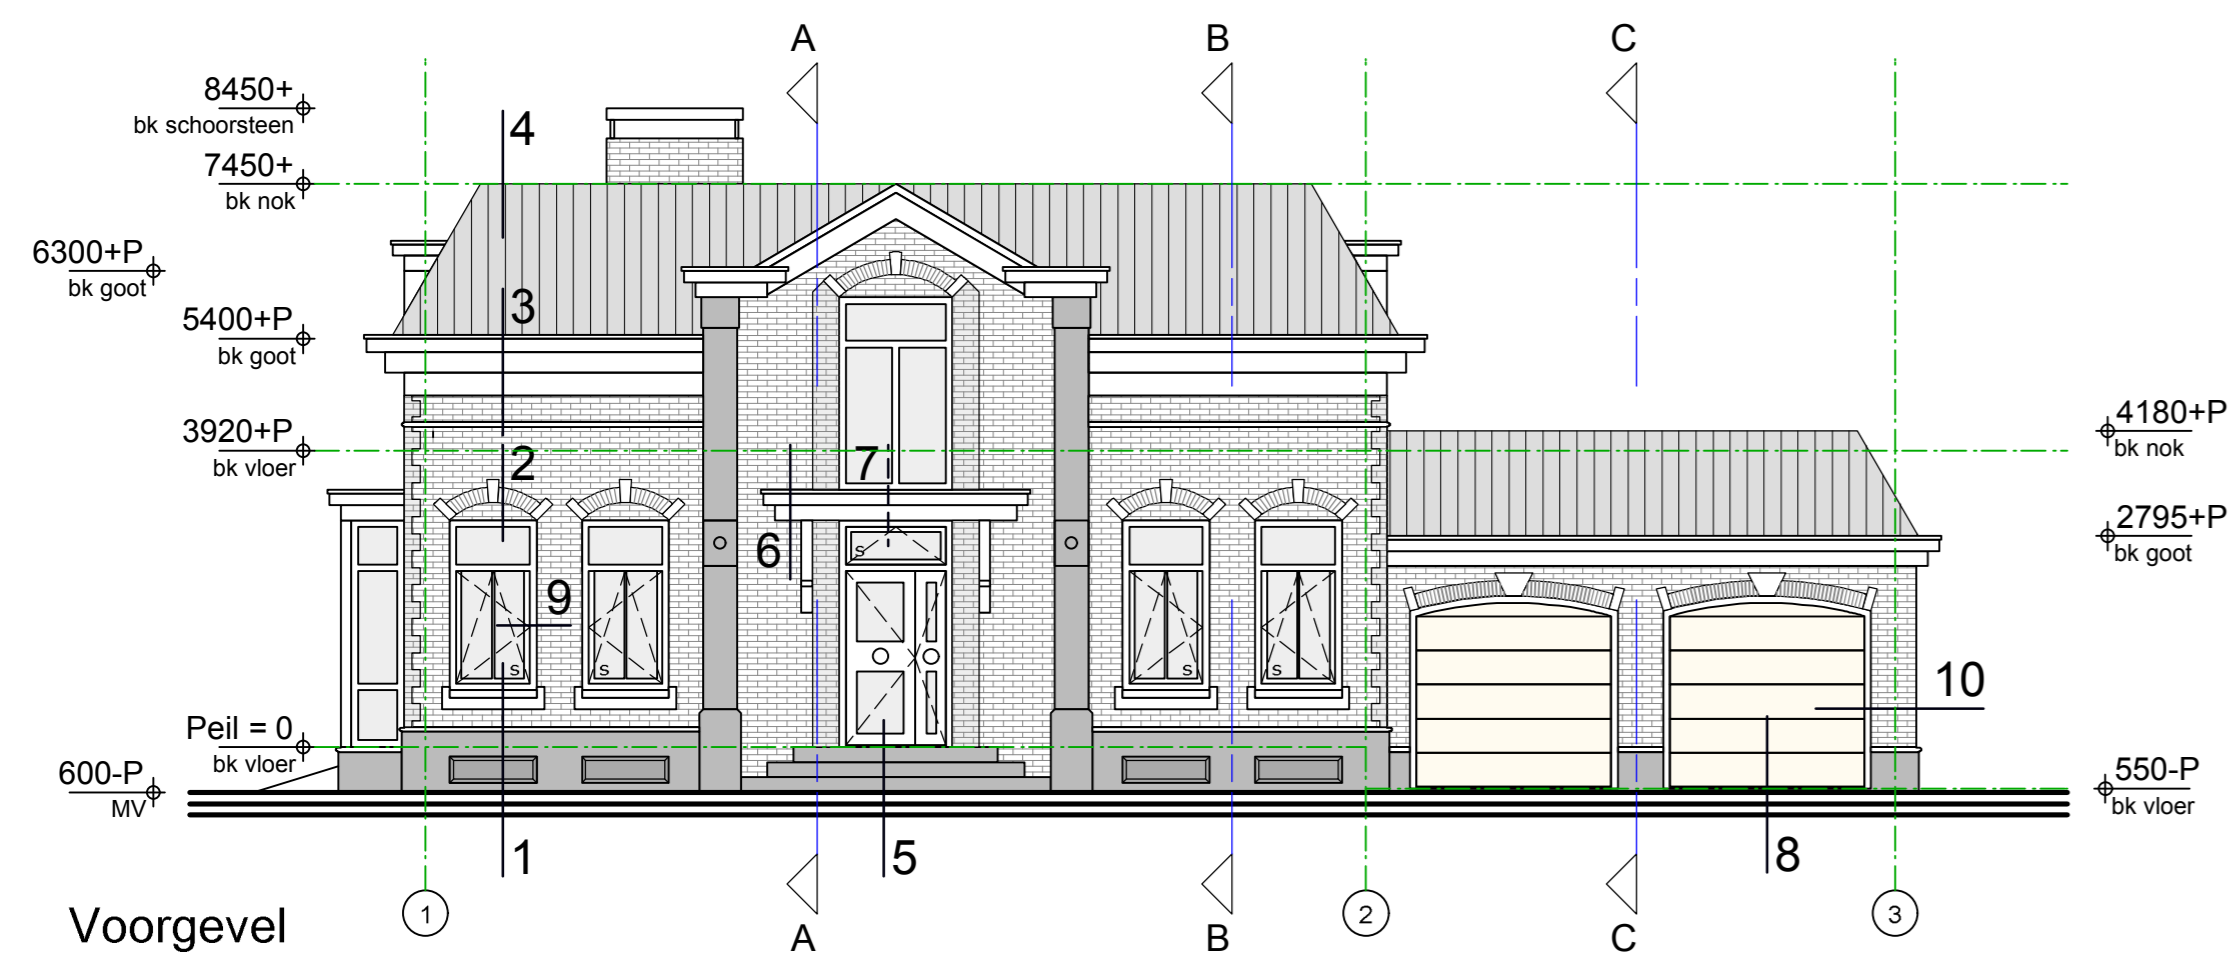 A
B
C
8450+
bk schoorsteen
4
7450+
bk nok
6300+P
bk goot
3
5400+P
bk goot
4180+P
bk nok
3920+P
bk vloer
2
7
2795+P
bk goot
6
s
9
s
s
s
s
10
Peil = 0
bk vloer
600-P
MV
550-P
bk vloer
1
5
8
1
2
3
Voorgevel
A
B
C